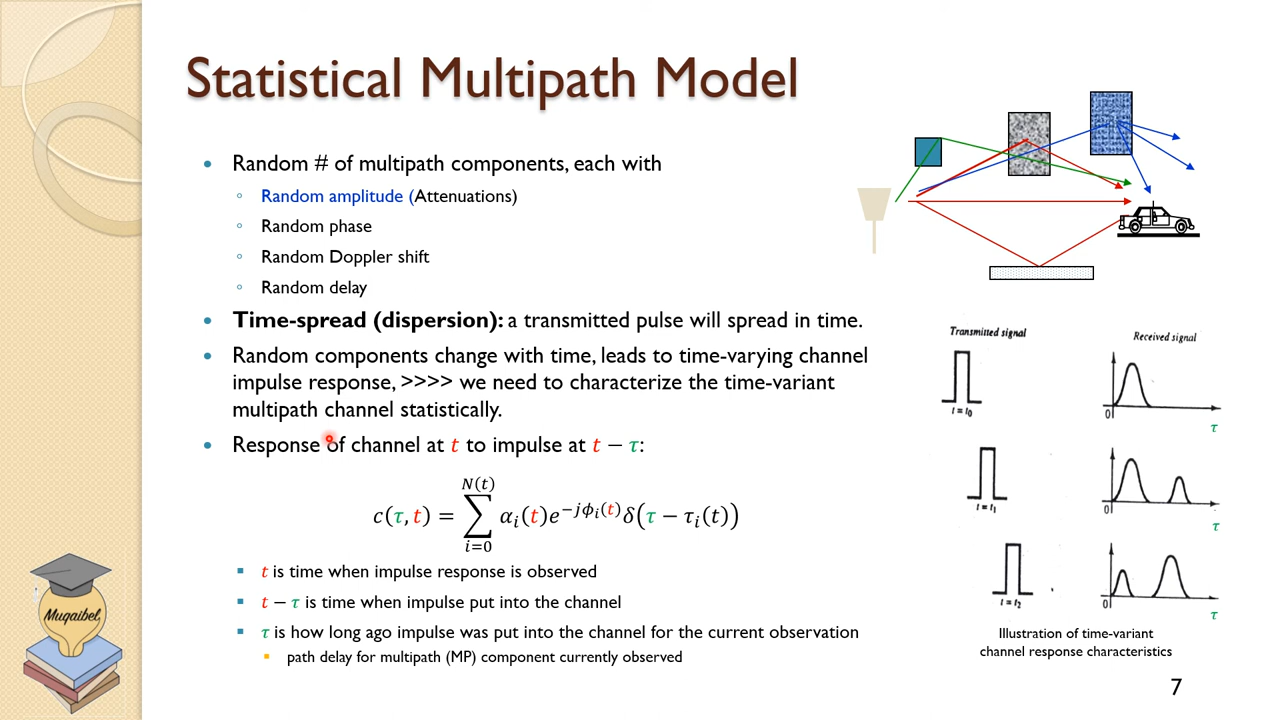 Statistical Multipath Model
• Random # of multipath components, each with
◦ Random amplitude (Attenuations)
◦ Random phase
◦ Random Doppler shift
◦ Random delay
• Time-spread (dispersion): a transmitted pulse will spread in time.
• Random components change with time, leads to time-varying channel
impulse response, >>>> we need to characterize the time-variant
multipath channel statistically.
• Response of channel at t to impulse at t − τ:
c(τ, t) = ∑_{i=0}^{N(t)} α_i(t)e^{−jϕ_i(t)}δ(τ − τ_i(t))
▪ t is time when impulse response is observed
▪ t − τ is time when impulse put into the channel
▪ τ is how long ago impulse was put into the channel for the current observation
▪ path delay for multipath (MP) component currently observed
Transmitted signal
Received signal
t = t₀
0
τ
t = t₁
0
τ
t = t₂
0
τ
Illustration of time-variant
channel response characteristics
Muqaibel
7